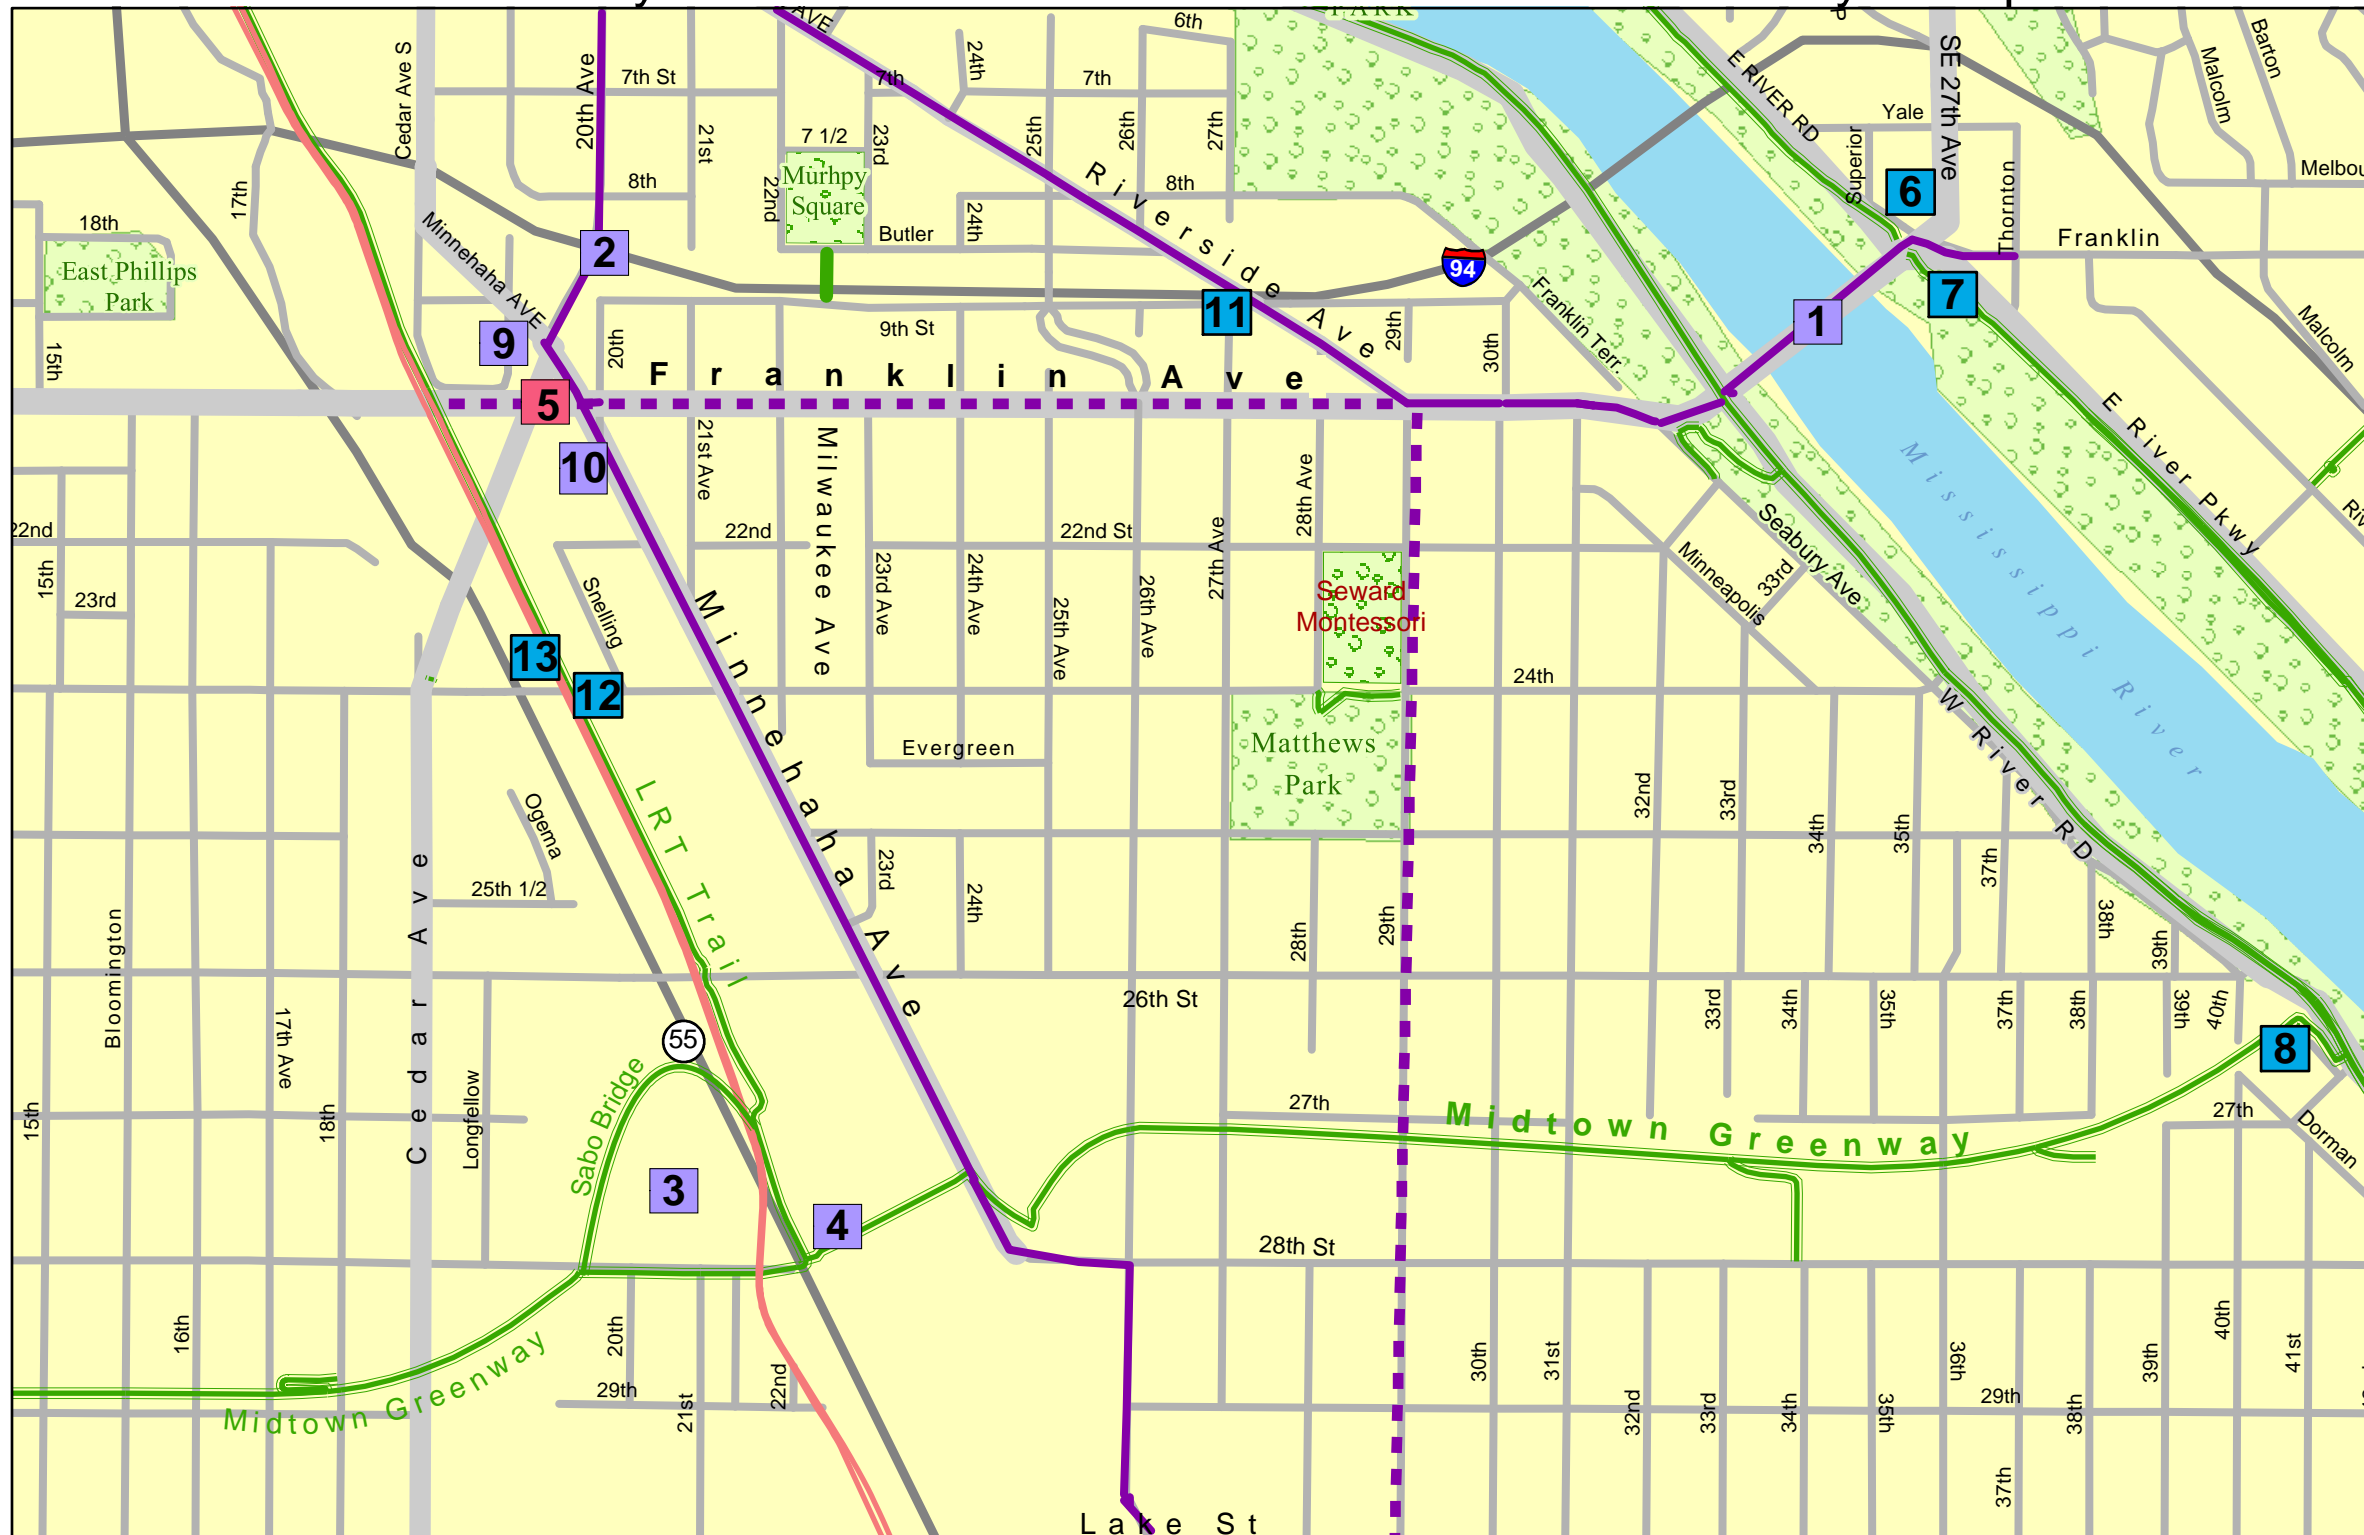 AVE
6th
PARK
Cedar Ave S
20th Ave
7th St
7th
24th
7th
E RIVER RD
SE 27th Ave
Malcolm
Barton
21st
7 1/2
23rd
25th
26th
27th
Yale
Superior
Thornton
Melbou
17th
8th
22nd
Murhpy
Square
24th
8th
Riverside Ave
6
18th
East Phillips
Park
Minnehaha AVE
2
Butler
94
Franklin
7
1
Franklin Terr.
Malcolm
15th
9
20th
9th St
11
29th
30th
Franklin Ave
5
10
21st Ave
Milwaukee Ave
28th Ave
E River Pkwy
Mississippi River
Riv
22nd
22nd
22nd St
27th Ave
Seabury Ave
15th
23rd
Snelling
23rd Ave
24th Ave
25th Ave
26th Ave
Seward
Montessori
Minneapolis
33rd
13
12
Minnehaha Ave
24th
W River RD
Evergreen
Matthews
Park
32nd
33rd
34th
35th
37th
Ogema
LRT Trail
Cedar Ave
25th 1/2
23rd
24th
28th
29th
38th
39th
Bloomington
17th Ave
26th St
33rd
34th
35th
37th
38th
39th
40th
55
8
Sabo Bridge
15th
18th
Longfellow
27th
Midtown Greenway
27th
Dorman
3
4
28th St
16th
20th
21st
22nd
29th
30th
31st
32nd
33rd
34th
35th
36th
29th
37th
38th
39th
40th
41st
Midtown Greenway
Lake St